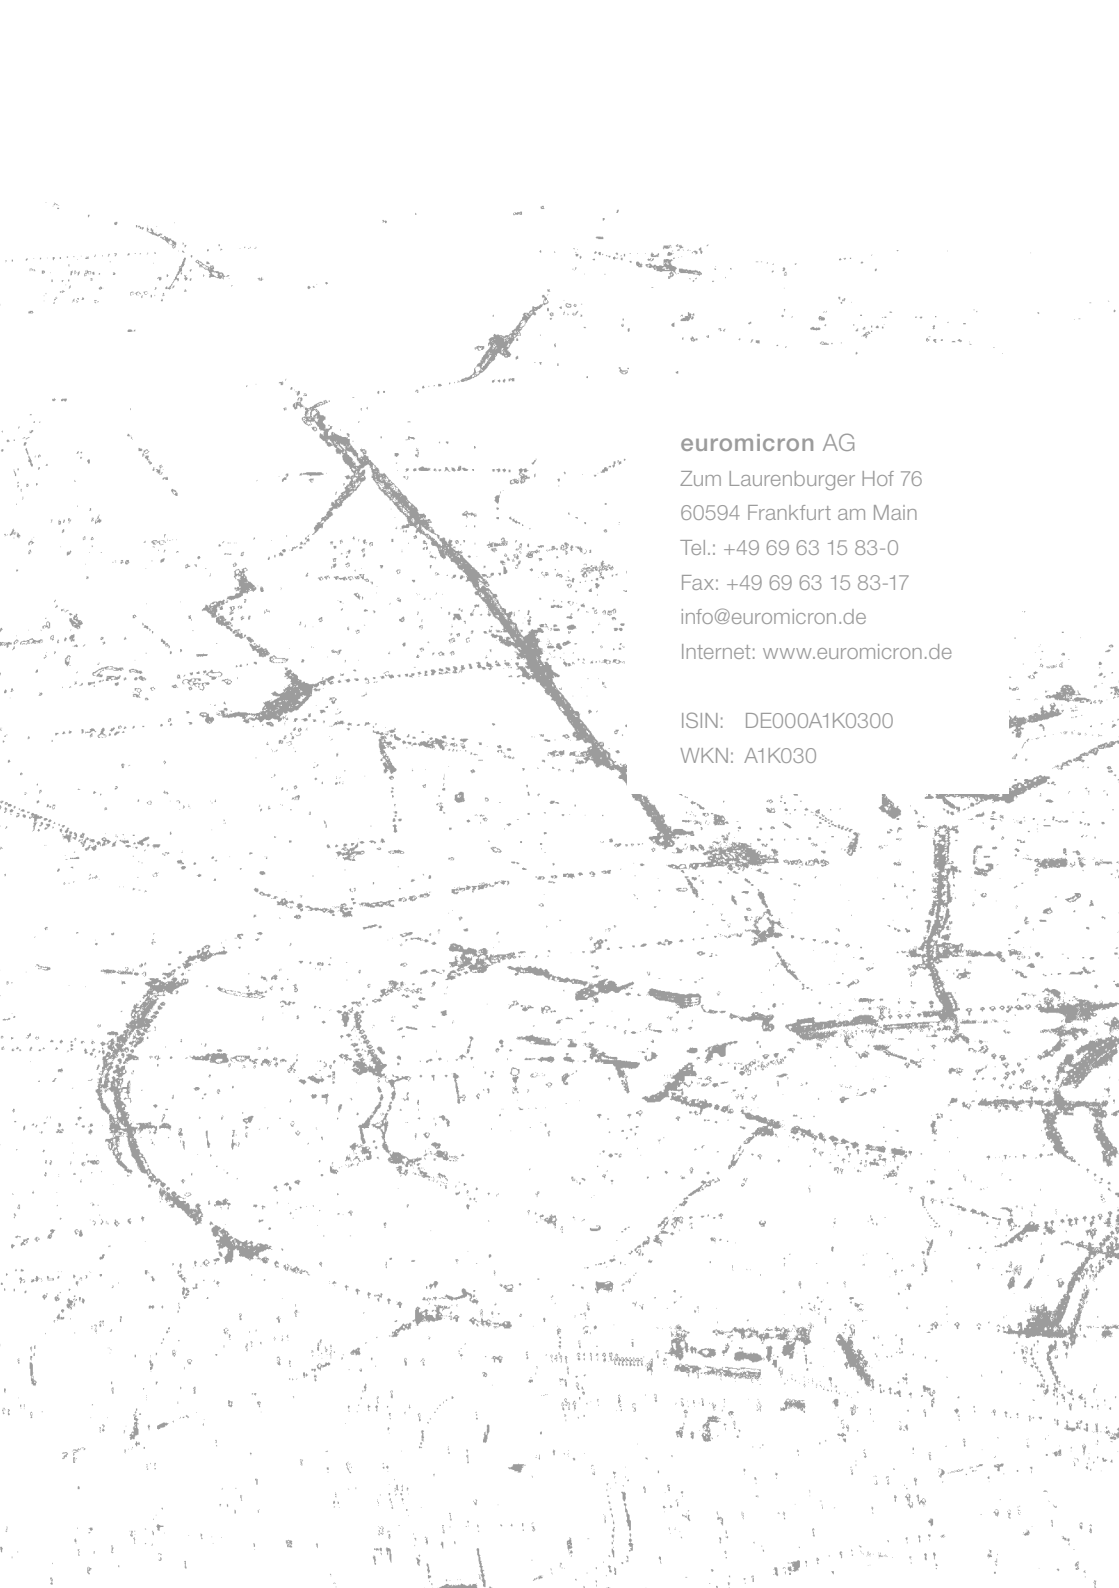 euromicron AG
Zum Laurenburger Hof 76
60594 Frankfurt am Main
Tel.: +49 69 63 15 83-0
Fax: +49 69 63 15 83-17
info@euromicron.de
Internet: www.euromicron.de
ISIN: DE000A1K0300
WKN: A1K030